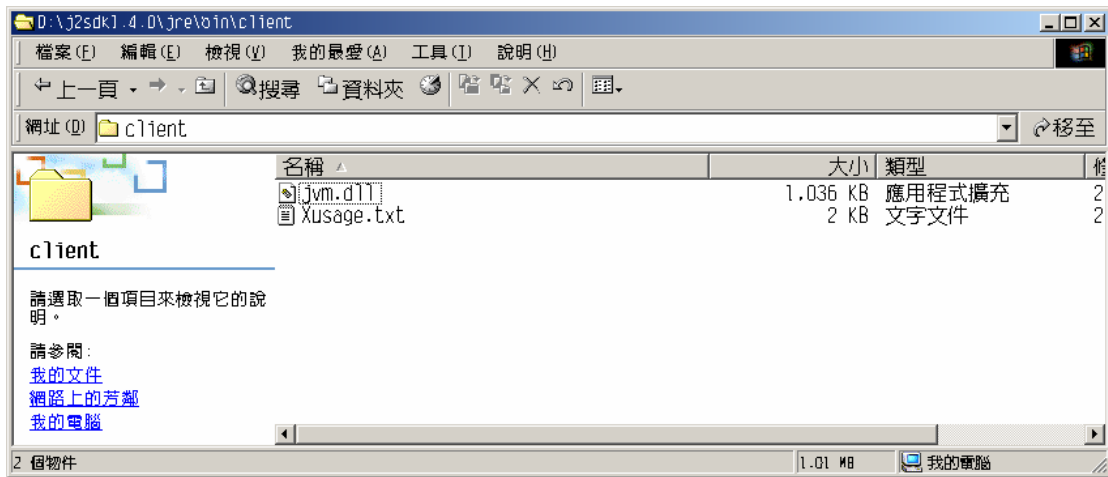 D:\j2sdk1.4.0\jre\bin\client
檔案(F) 編輯(E) 檢視(V) 我的最愛(A) 工具(T) 說明(H)
上一頁 搜尋 資料夾
網址(D) client 移至
名稱 大小 類型
jvm.dll 1,036 KB 應用程式擴充
Xusage.txt 2 KB 文字文件
client
請選取一個項目來檢視它的說
明。
請參閱:
我的文件
網路上的芳鄰
我的電腦
2 個物件 1.01 MB 我的電腦